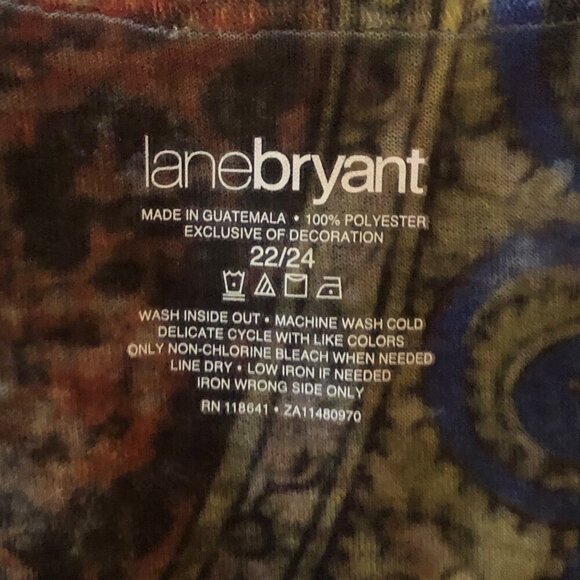 lanebryant
MADE IN GUATEMALA • 100% POLYESTER
EXCLUSIVE OF DECORATION
22/24
WASH INSIDE OUT • MACHINE WASH COLD
DELICATE CYCLE WITH LIKE COLORS
ONLY NON-CHLORINE BLEACH WHEN NEEDED
LINE DRY • LOW IRON IF NEEDED
IRON WRONG SIDE ONLY
RN 118641 • ZA11480970